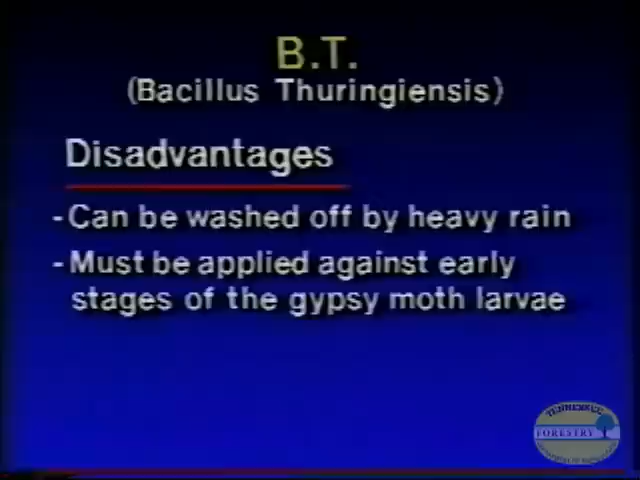 B.T.
(Bacillus Thuringiensis)
Disadvantages
-Can be washed off by heavy rain
-Must be applied against early
stages of the gypsy moth larvae
TENNESSEE
FORESTRY